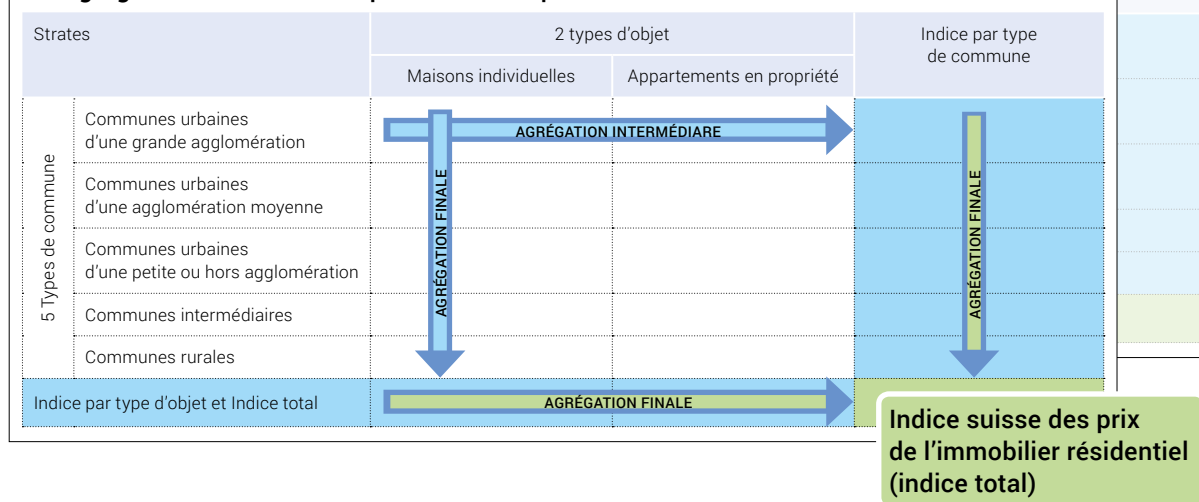 Strates
2 types d'objet
Indice par type
de commune
Maisons individuelles
Appartements en propriété
5 Types de commune
Communes urbaines
d'une grande agglomération
AGRÉGATION INTERMÉDIARE
Communes urbaines
d'une agglomération moyenne
Communes urbaines
d'une petite ou hors agglomération
Communes intermédiaires
Communes rurales
AGRÉGATION FINALE
AGRÉGATION FINALE
Indice par type d'objet et Indice total
AGRÉGATION FINALE
Indice suisse des prix
de l'immobilier résidentiel
(indice total)